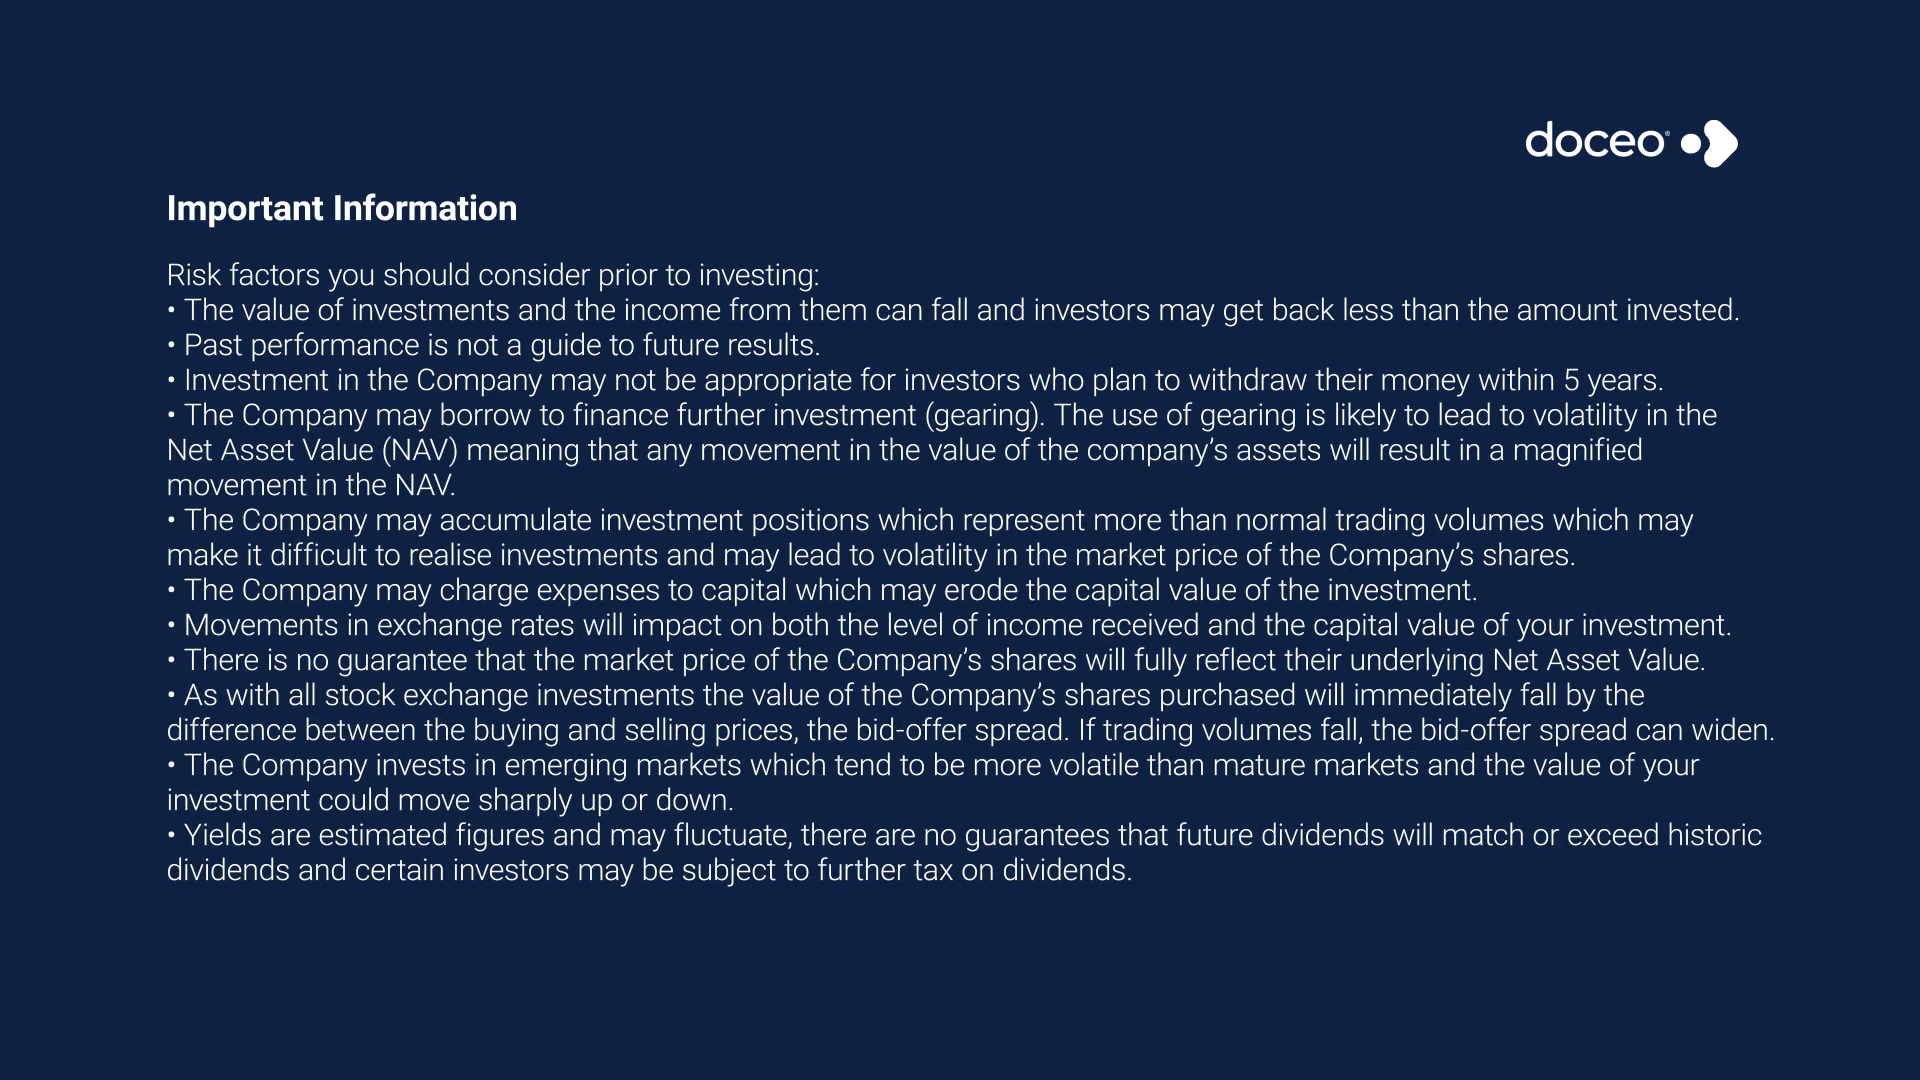 doceo®
Important Information
Risk factors you should consider prior to investing:
• The value of investments and the income from them can fall and investors may get back less than the amount invested.
• Past performance is not a guide to future results.
• Investment in the Company may not be appropriate for investors who plan to withdraw their money within 5 years.
• The Company may borrow to finance further investment (gearing). The use of gearing is likely to lead to volatility in the
Net Asset Value (NAV) meaning that any movement in the value of the company’s assets will result in a magnified
movement in the NAV.
• The Company may accumulate investment positions which represent more than normal trading volumes which may
make it difficult to realise investments and may lead to volatility in the market price of the Company’s shares.
• The Company may charge expenses to capital which may erode the capital value of the investment.
• Movements in exchange rates will impact on both the level of income received and the capital value of your investment.
• There is no guarantee that the market price of the Company’s shares will fully reflect their underlying Net Asset Value.
• As with all stock exchange investments the value of the Company’s shares purchased will immediately fall by the
difference between the buying and selling prices, the bid-offer spread. If trading volumes fall, the bid-offer spread can widen.
• The Company invests in emerging markets which tend to be more volatile than mature markets and the value of your
investment could move sharply up or down.
• Yields are estimated figures and may fluctuate, there are no guarantees that future dividends will match or exceed historic
dividends and certain investors may be subject to further tax on dividends.